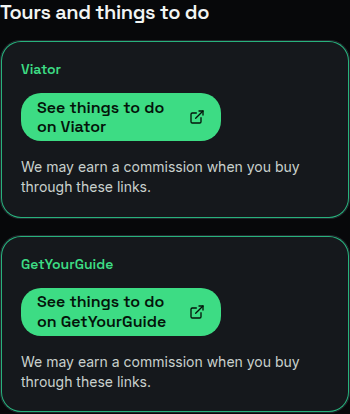 Tours and things to do
Viator
See things to do
on Viator
We may earn a commission when you buy
through these links.
GetYourGuide
See things to do
on GetYourGuide
We may earn a commission when you buy
through these links.